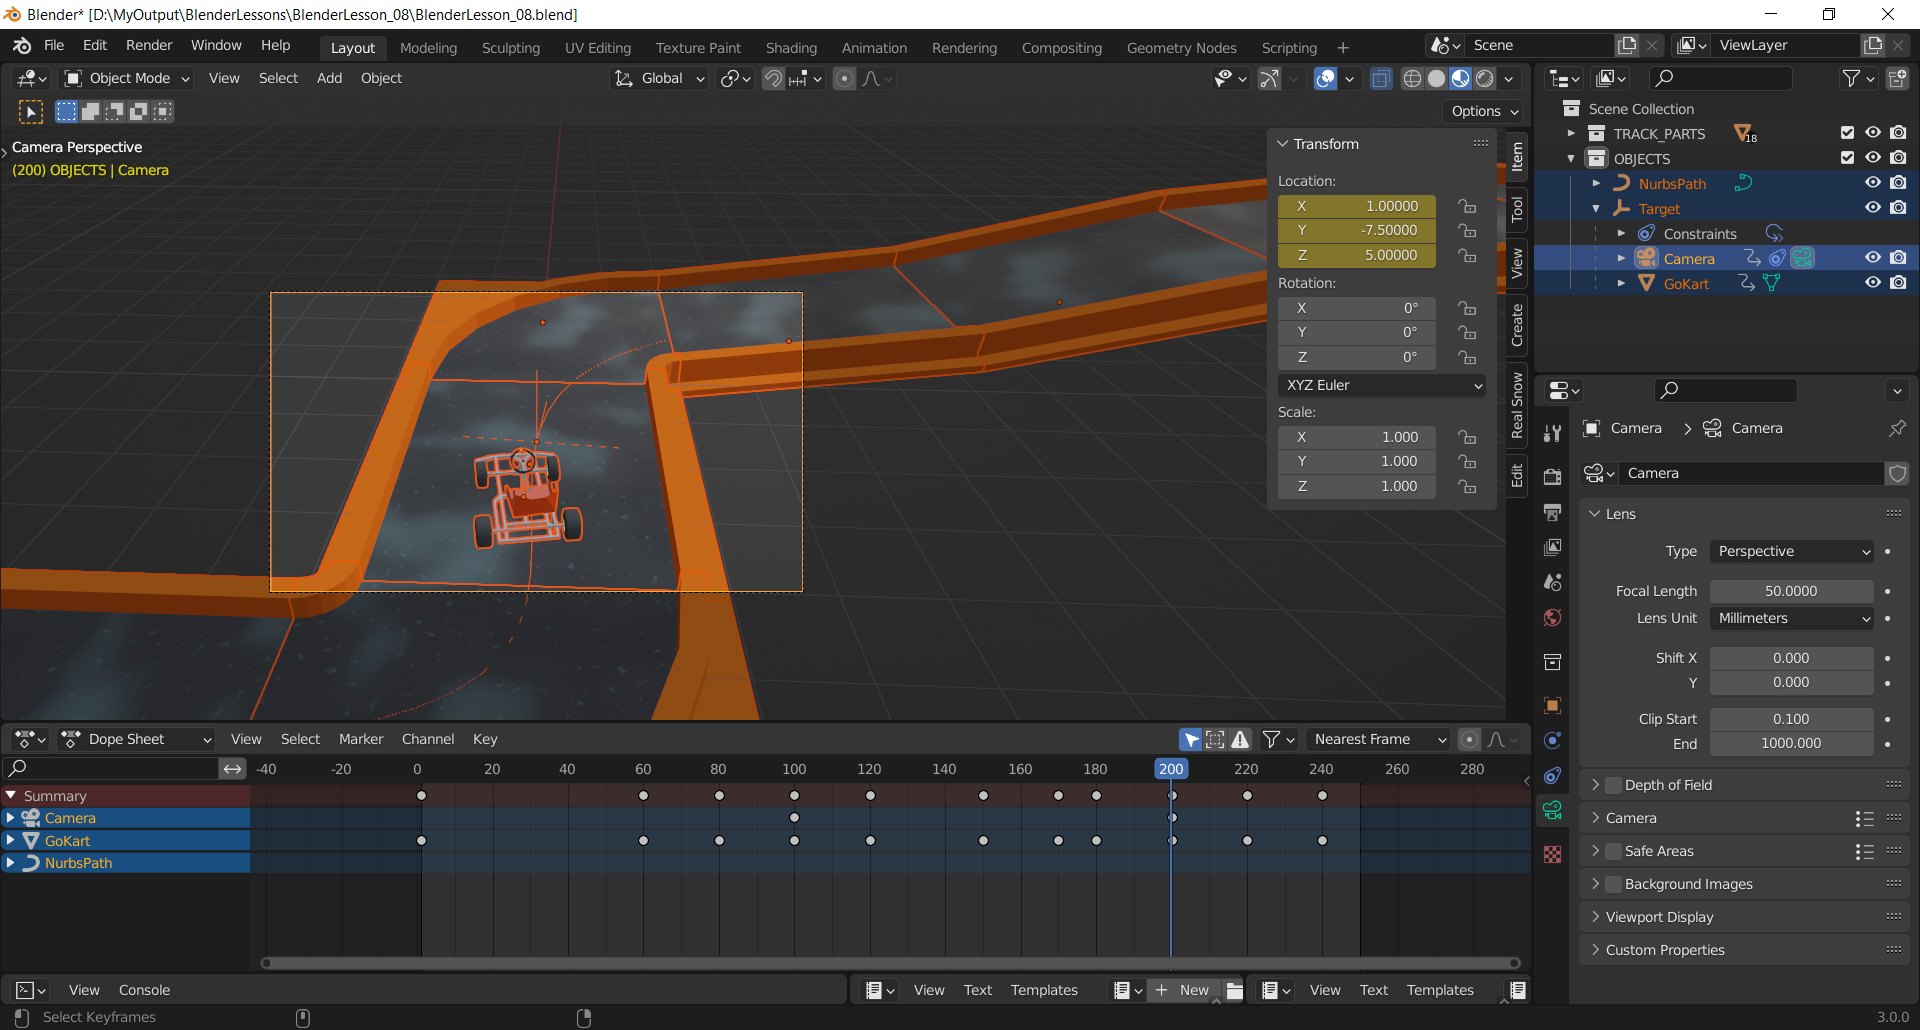 Blender* [D:\MyOutput\BlenderLessons\BlenderLesson_08\BlenderLesson_08.blend]
File Edit Render Window Help Layout Modeling Sculpting UV Editing Texture Paint Shading Animation Rendering Compositing Geometry Nodes Scripting + Scene ViewLayer
Object Mode View Select Add Object Global
Options
Camera Perspective
(200) OBJECTS | Camera
Transform
Location:
X 1.00000
Y -7.50000
Z 5.00000
Rotation:
X 0°
Y 0°
Z 0°
XYZ Euler
Scale:
X 1.000
Y 1.000
Z 1.000
Item
Tool
View
Create
Real Snow
Edit
Scene Collection
TRACK_PARTS 18
OBJECTS
NurbsPath
Target
Constraints
Camera
GoKart
Camera > Camera
Camera
Lens
Type Perspective
Focal Length 50.0000
Lens Unit Millimeters
Shift X 0.000
Y 0.000
Clip Start 0.100
End 1000.000
Depth of Field
Camera
Safe Areas
Background Images
Viewport Display
Custom Properties
Dope Sheet View Select Marker Channel Key Nearest Frame
-40 -20 0 20 40 60 80 100 120 140 160 180 200 220 240 260 280
Summary
Camera
GoKart
NurbsPath
View Console View Text Templates + New View Text Templates
Select Keyframes 3.0.0